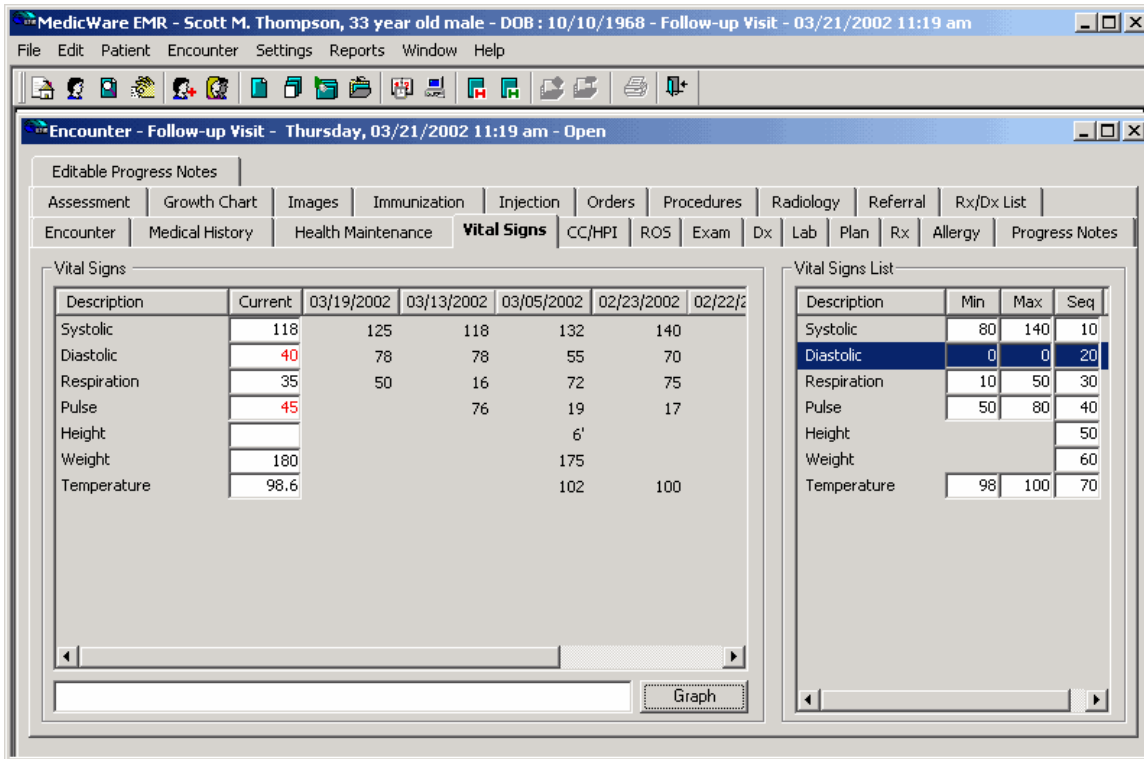 MedicWare EMR - Scott M. Thompson, 33 year old male - DOB : 10/10/1968 - Follow-up Visit - 03/21/2002 11:19 am
File Edit Patient Encounter Settings Reports Window Help
Encounter - Follow-up Visit - Thursday, 03/21/2002 11:19 am - Open
Editable Progress Notes
Assessment Growth Chart Images Immunization Injection Orders Procedures Radiology Referral Rx/Dx List
Encounter Medical History Health Maintenance Vital Signs CC/HPI ROS Exam Dx Lab Plan Rx Allergy Progress Notes
Vital Signs
Description Current 03/19/2002 03/13/2002 03/05/2002 02/23/2002 02/22/2
Systolic 118 125 118 132 140
Diastolic 40 78 78 55 70
Respiration 35 50 16 72 75
Pulse 45 76 19 17
Height 6'
Weight 180 175
Temperature 98.6 102 100
Graph
Vital Signs List
Description Min Max Seq
Systolic 80 140 10
Diastolic 0 0 20
Respiration 10 50 30
Pulse 50 80 40
Height 50
Weight 60
Temperature 98 100 70